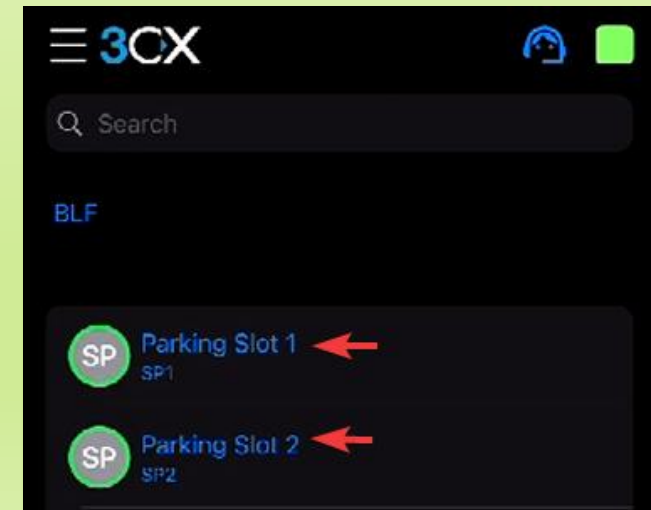 3CX
Search
BLF
SP
Parking Slot 1
SP1
SP
Parking Slot 2
SP2